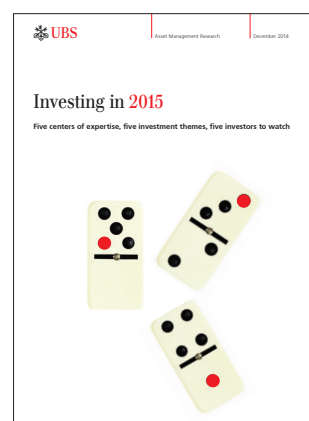 UBS
Asset Management Research
December 2014
Investing in 2015
Five centers of expertise, five investment themes, five investors to watch